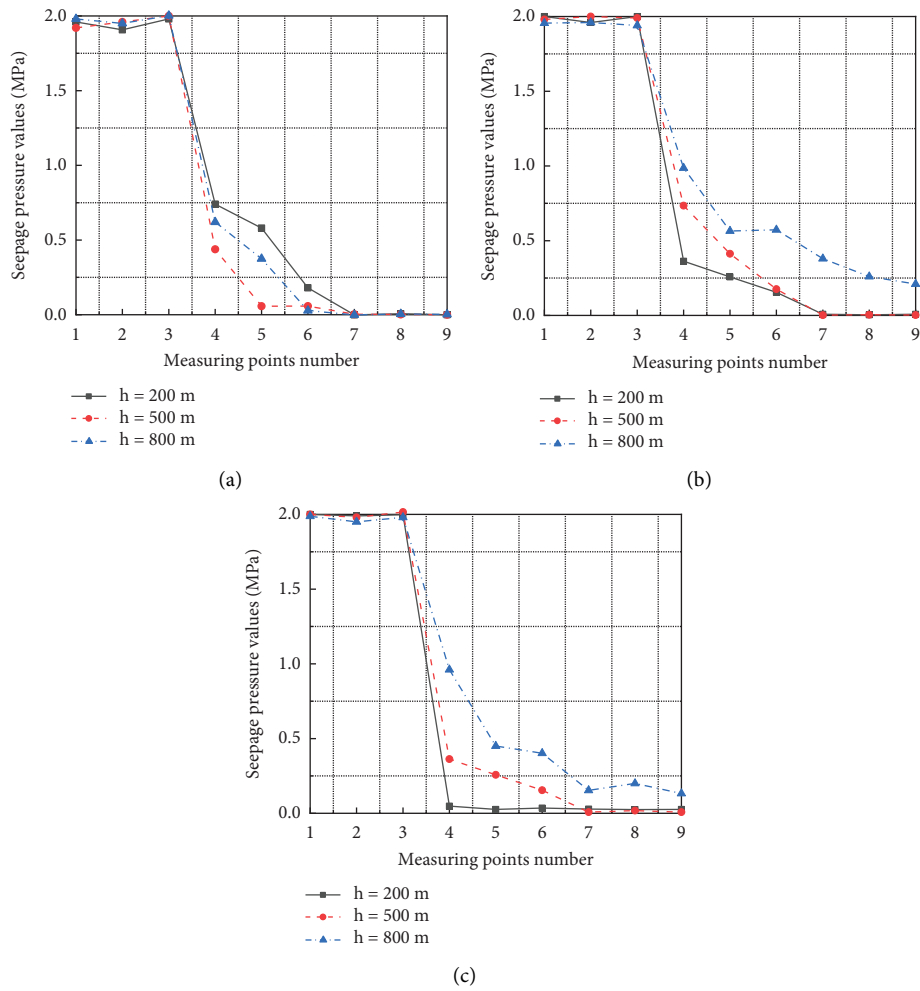 2.0
1.5
1.0
0.5
0.0
Seepage pressure values (MPa)
1 2 3 4 5 6 7 8 9
Measuring points number
h = 200 m
h = 500 m
h = 800 m
(a)
2.0
1.5
1.0
0.5
0.0
Seepage pressure values (MPa)
1 2 3 4 5 6 7 8 9
Measuring points number
h = 200 m
h = 500 m
h = 800 m
(b)
2.0
1.5
1.0
0.5
0.0
Seepage pressure values (MPa)
1 2 3 4 5 6 7 8 9
Measuring points number
h = 200 m
h = 500 m
h = 800 m
(c)